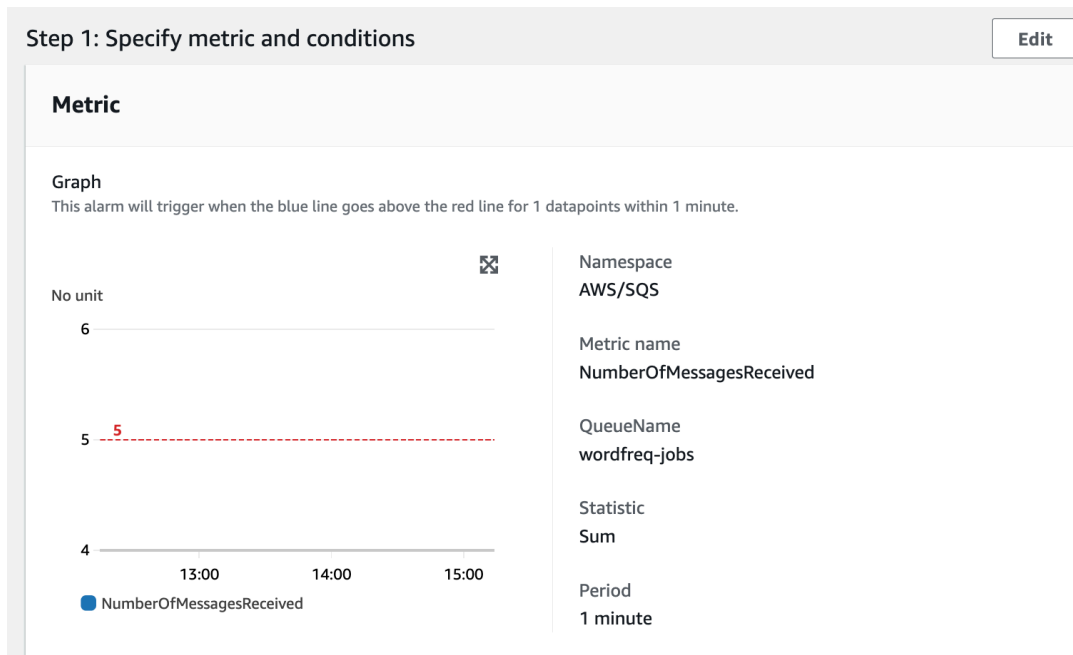 Step 1: Specify metric and conditions
Edit
Metric
Graph
This alarm will trigger when the blue line goes above the red line for 1 datapoints within 1 minute.
No unit
6
5
5
4
13:00 14:00 15:00
NumberOfMessagesReceived
Namespace
AWS/SQS
Metric name
NumberOfMessagesReceived
QueueName
wordfreq-jobs
Statistic
Sum
Period
1 minute